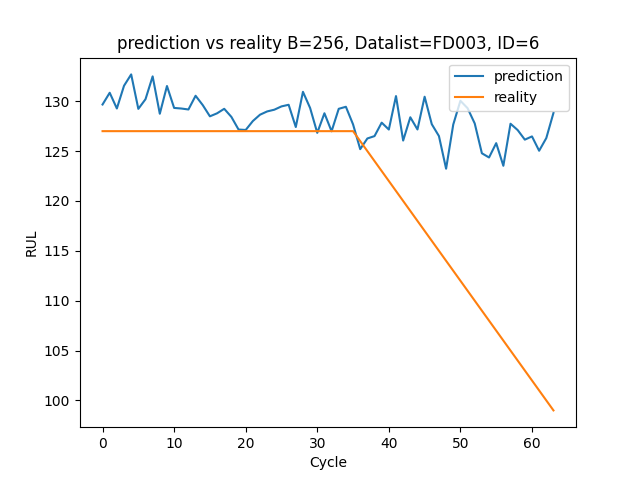 prediction vs reality B=256, Datalist=FD003, ID=6
prediction
reality
RUL
130
125
120
115
110
105
100
0 10 20 30 40 50 60
Cycle